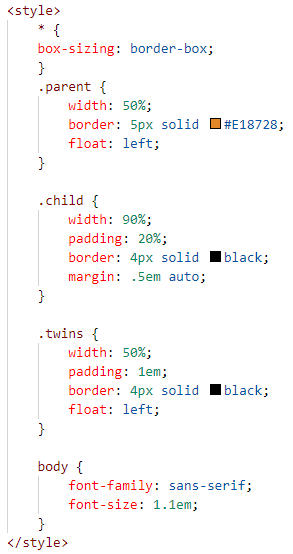 <style>
* {
box-sizing: border-box;
}
.parent {
width: 50%;
border: 5px solid #E18728;
float: left;
}
.child {
width: 90%;
padding: 20%;
border: 4px solid black;
margin: .5em auto;
}
.twins {
width: 50%;
padding: 1em;
border: 4px solid black;
float: left;
}
body {
font-family: sans-serif;
font-size: 1.1em;
}
</style>